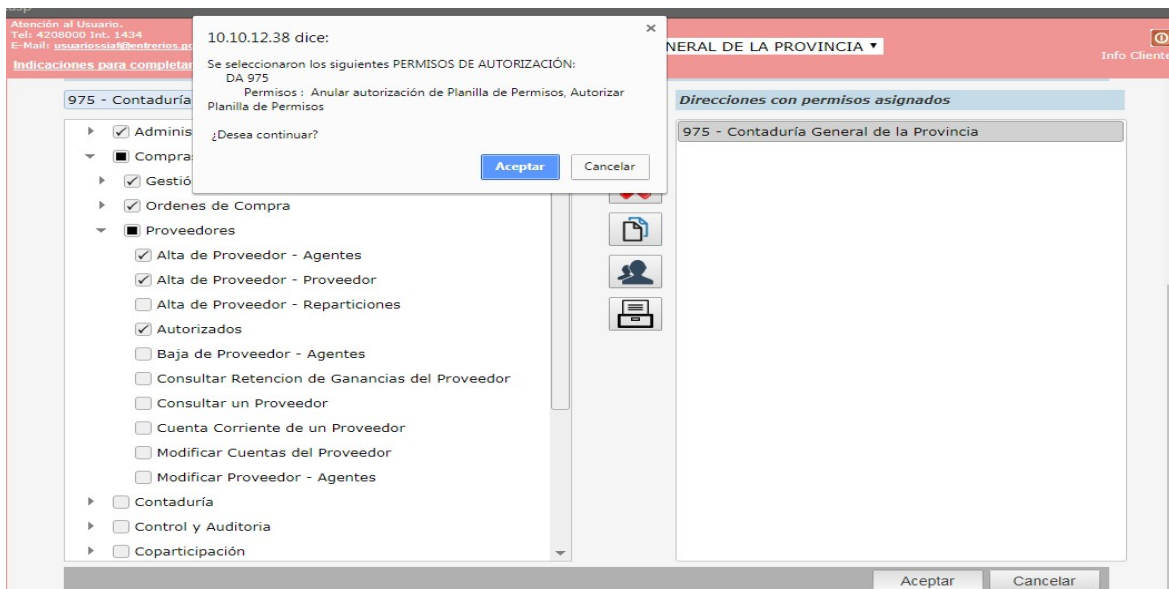 Atención al Usuario.
Tel: 4208000 Int. 1434
E-Mail: usuariossiaf@entrerios.go
Indicaciones para completar
NERAL DE LA PROVINCIA
Info Cliente
10.10.12.38 dice:
Se seleccionaron los siguientes PERMISOS DE AUTORIZACIÓN:
DA 975
Permisos : Anular autorización de Planilla de Permisos, Autorizar
Planilla de Permisos
¿Desea continuar?
Aceptar Cancelar
975 - Contaduría
Adminis
Compra
Gestió
Ordenes de Compra
Proveedores
Alta de Proveedor - Agentes
Alta de Proveedor - Proveedor
Alta de Proveedor - Reparticiones
Autorizados
Baja de Proveedor - Agentes
Consultar Retencion de Ganancias del Proveedor
Consultar un Proveedor
Cuenta Corriente de un Proveedor
Modificar Cuentas del Proveedor
Modificar Proveedor - Agentes
Contaduría
Control y Auditoria
Coparticipación
Direcciones con permisos asignados
975 - Contaduría General de la Provincia
Aceptar Cancelar